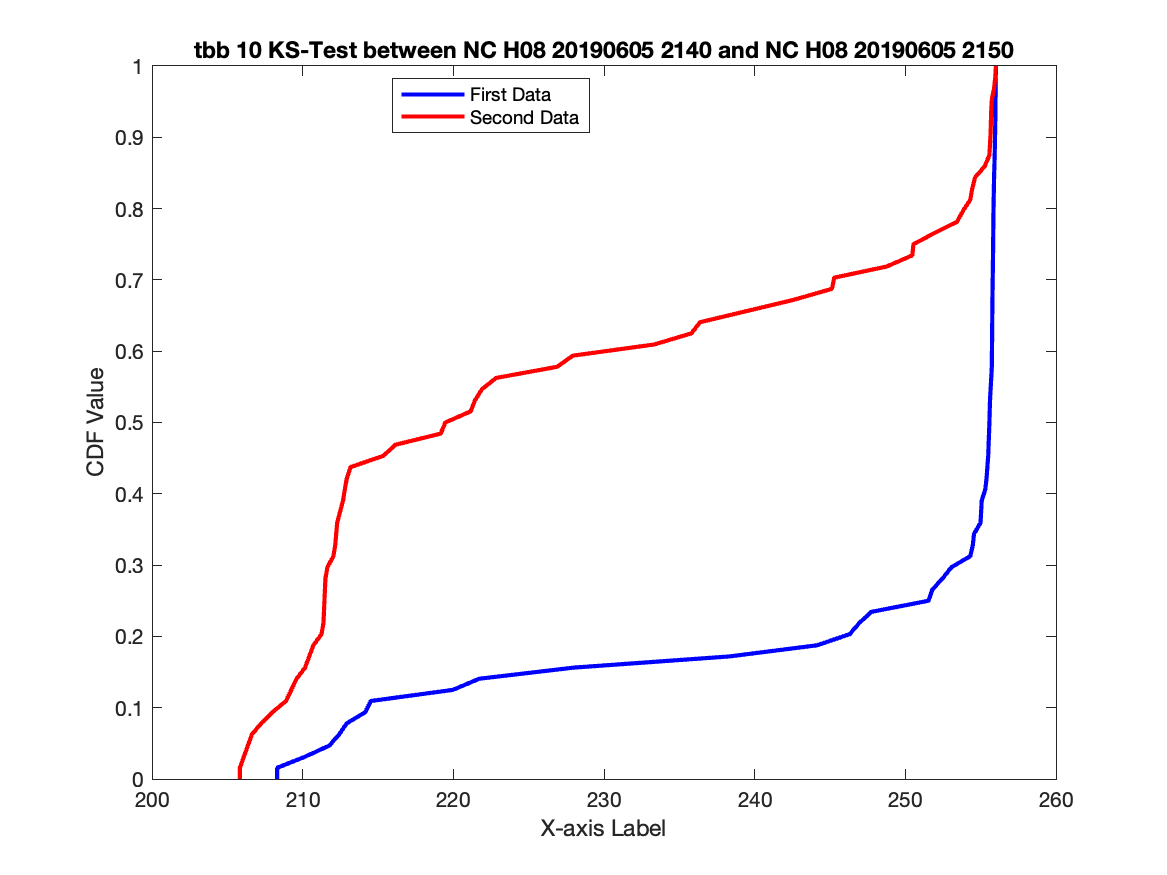 tbb 10 KS-Test between NC H08 20190605 2140 and NC H08 20190605 2150
First Data
Second Data
1
0.9
0.8
0.7
0.6
0.5
0.4
0.3
0.2
0.1
0
CDF Value
200 210 220 230 240 250 260
X-axis Label